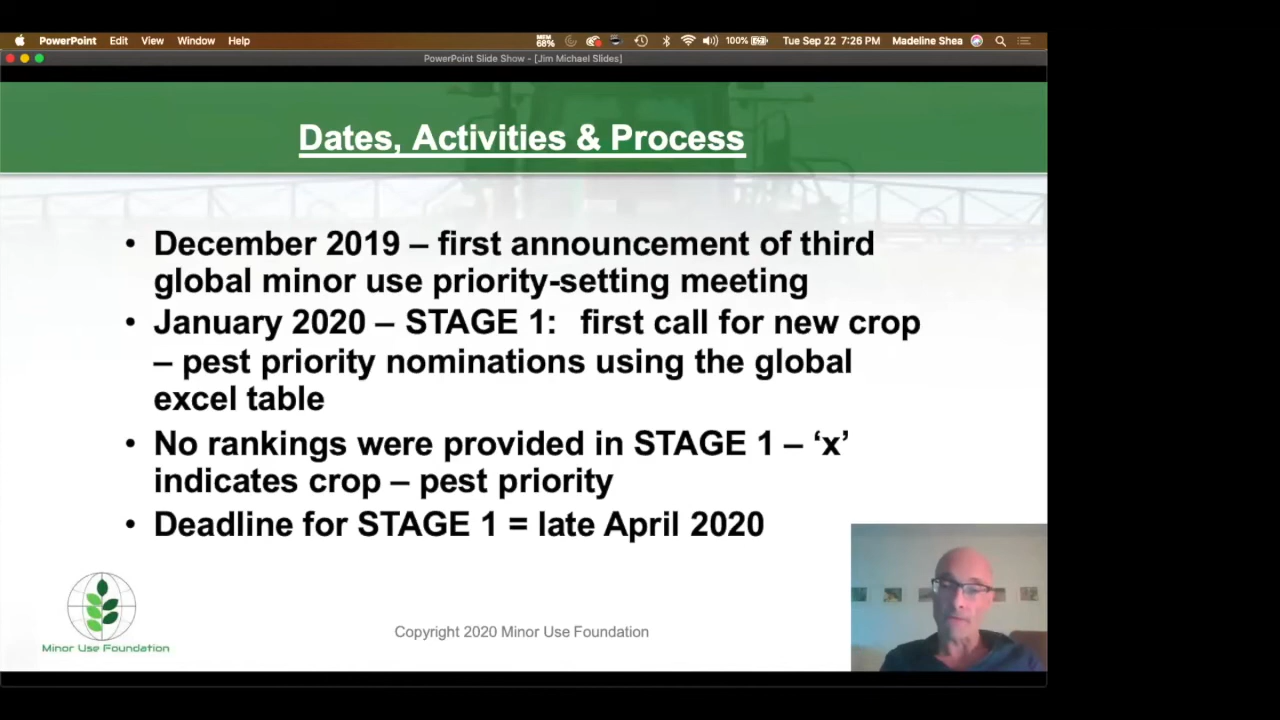 PowerPoint Edit View Window Help MEM 68% 100% Tue Sep 22 7:26 PM Madeline Shea
PowerPoint Slide Show - [Jim Michael Slides]
Dates, Activities & Process
• December 2019 – first announcement of third
global minor use priority-setting meeting
• January 2020 – STAGE 1: first call for new crop
– pest priority nominations using the global
excel table
• No rankings were provided in STAGE 1 – ‘x’
indicates crop – pest priority
• Deadline for STAGE 1 = late April 2020
Copyright 2020 Minor Use Foundation
Minor Use Foundation